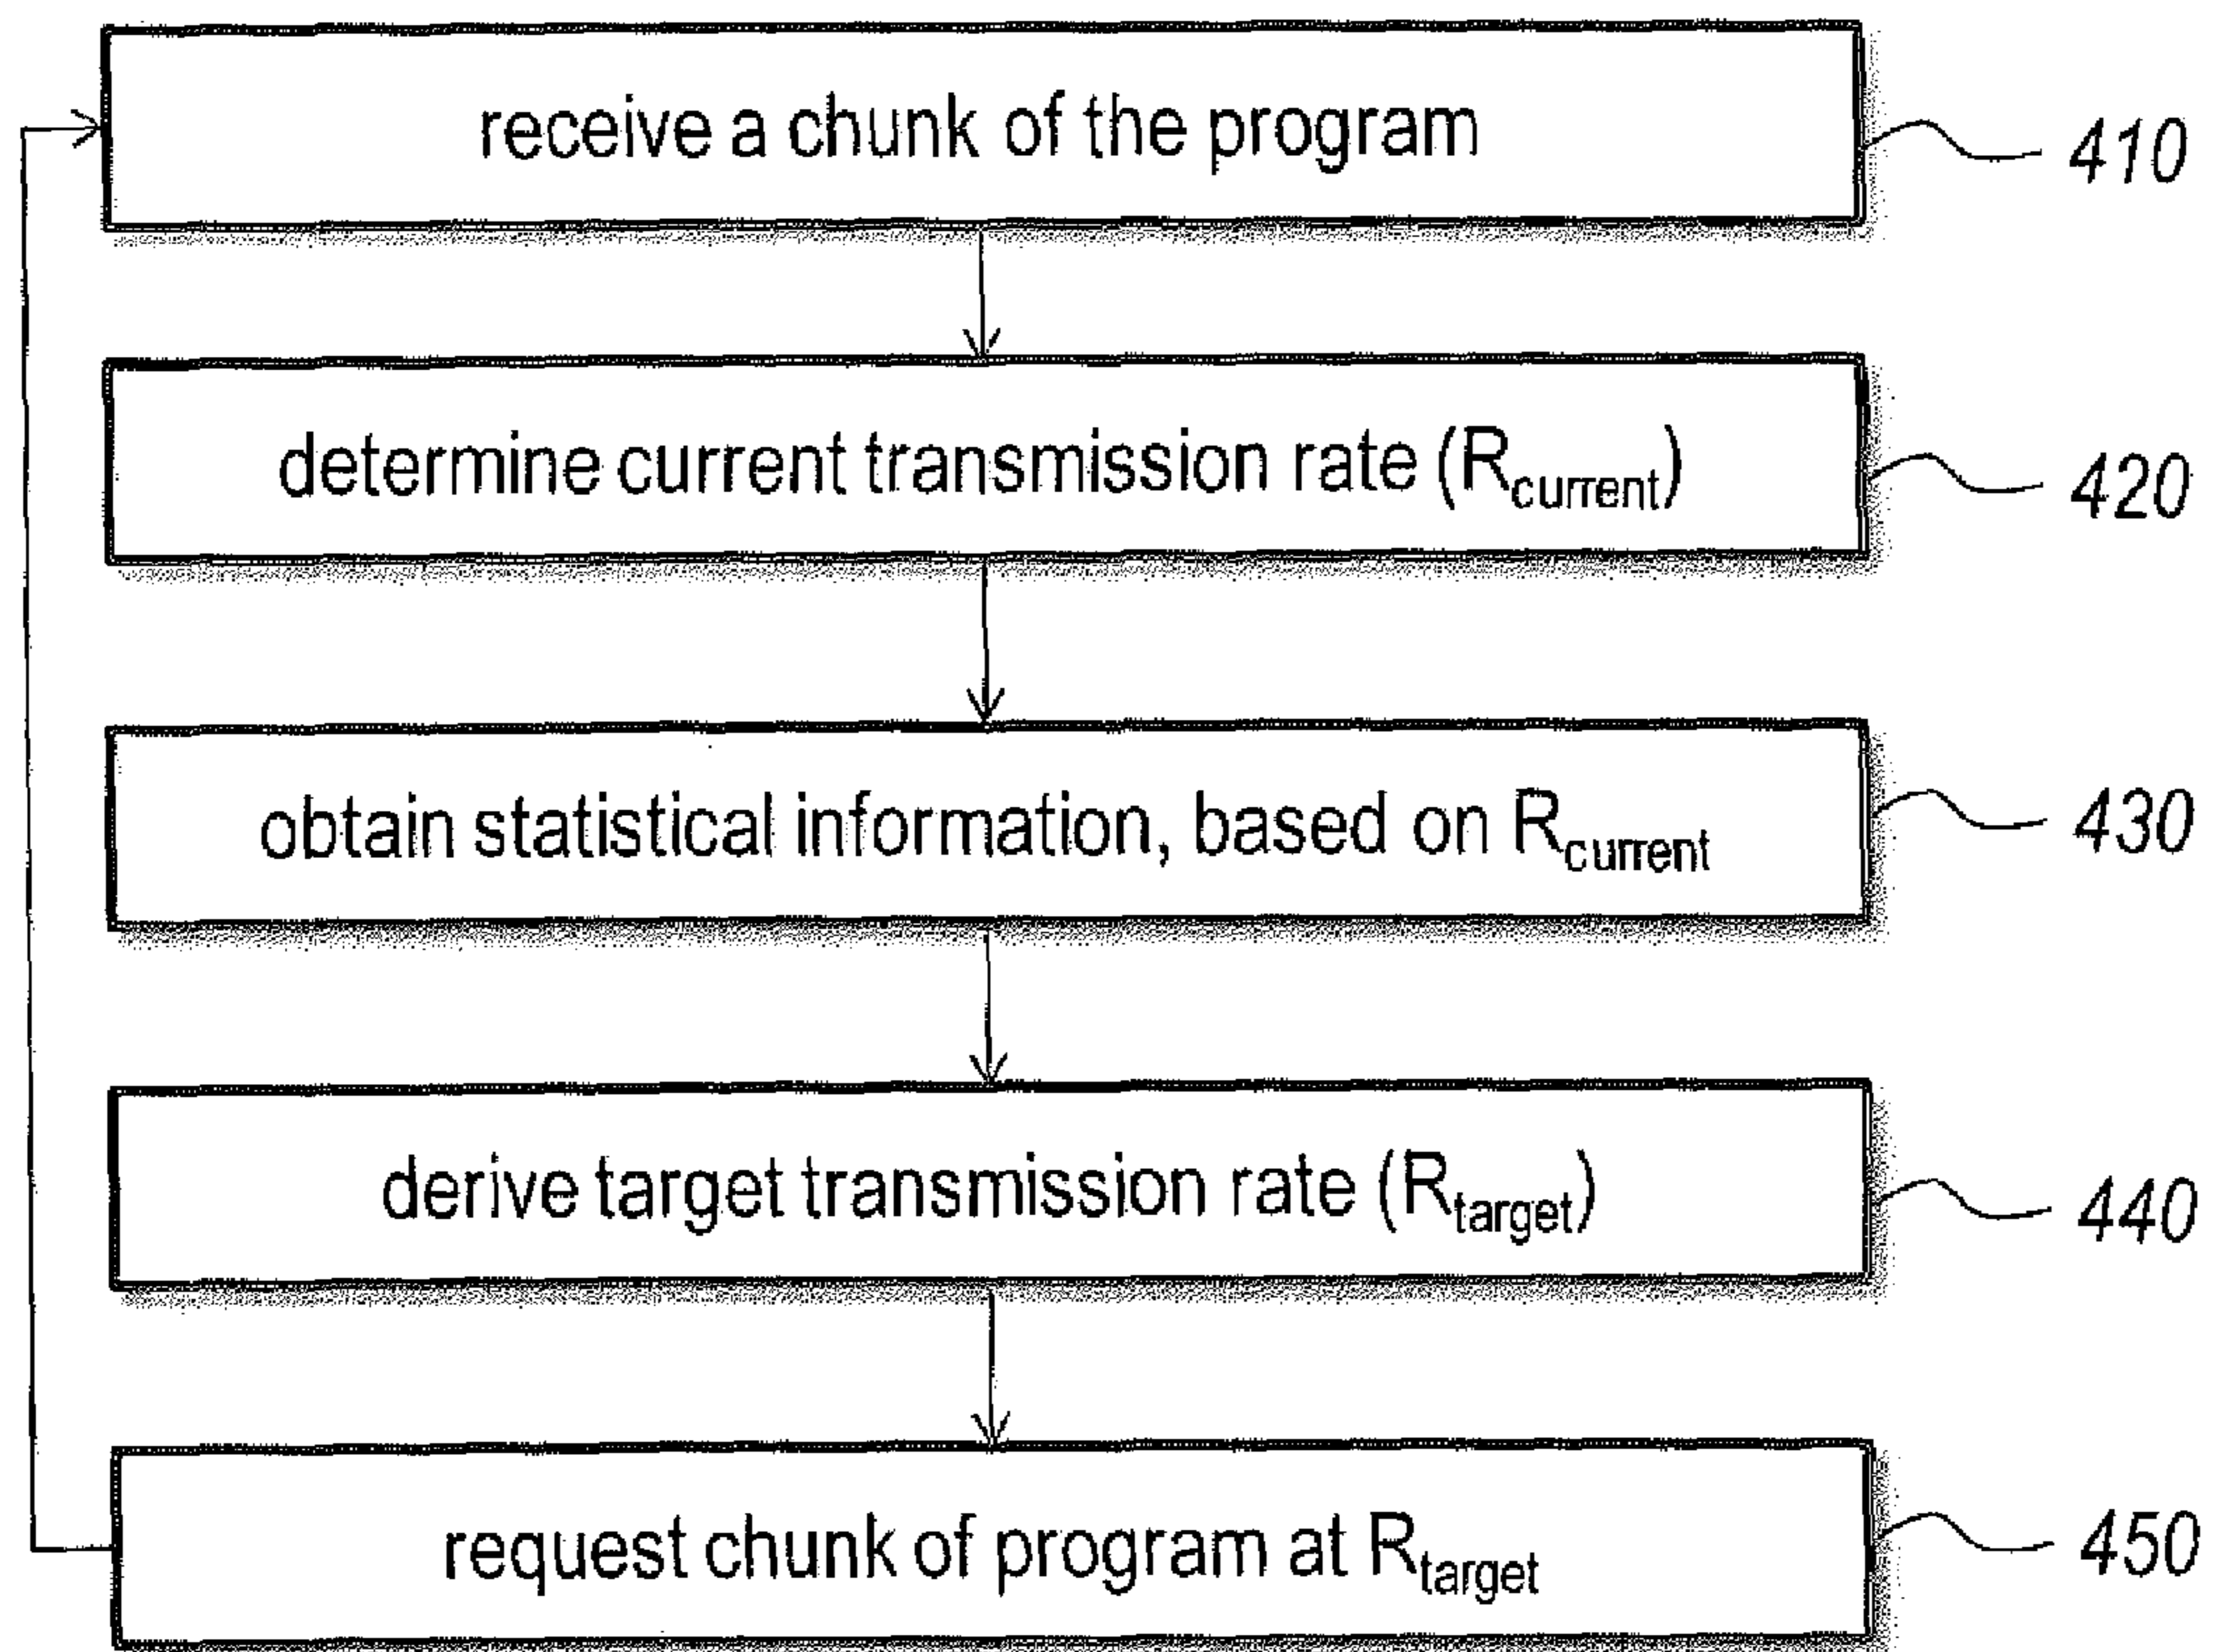 receive a chunk of the program 410
determine current transmission rate (Rcurrent) 420
obtain statistical information, based on Rcurrent 430
derive target transmission rate (Rtarget) 440
request chunk of program at Rtarget 450